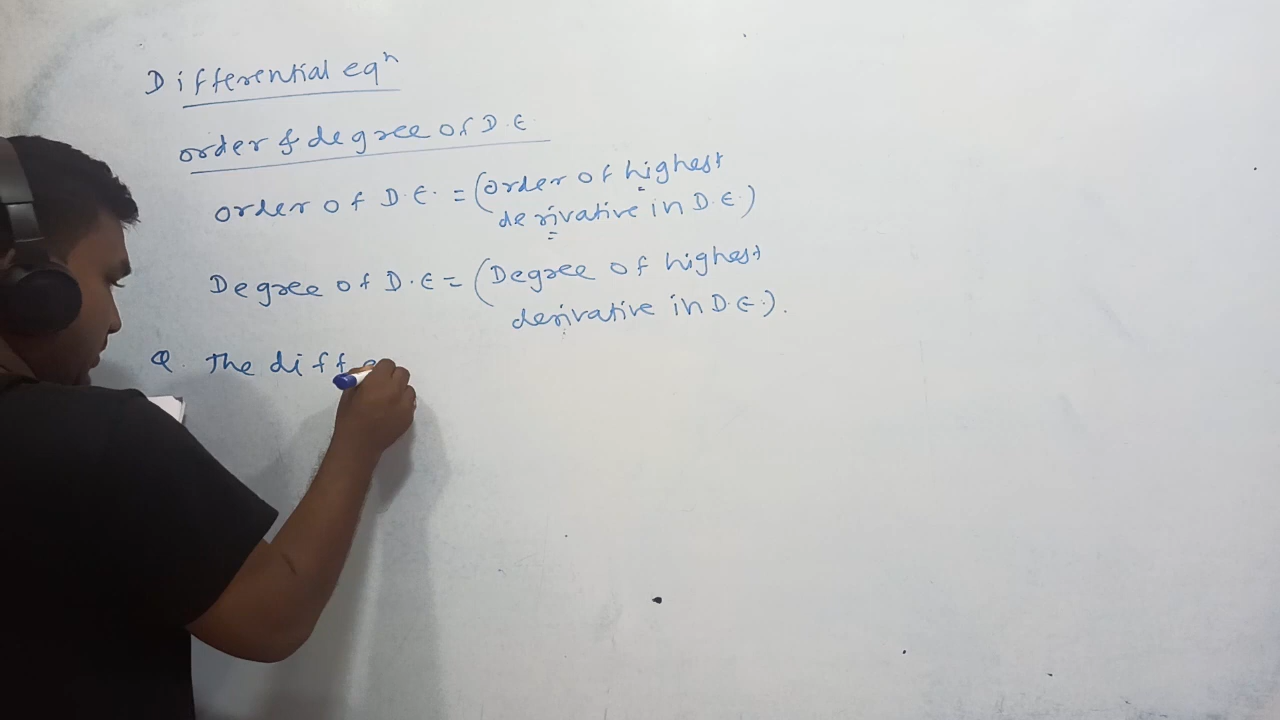 Differential eqⁿ
order & degree of D.E.
order of D.E. = (order of highest
derivative in D.E.)
Degree of D.E = (Degree of highest
derivative in D.E.).
Q. The diffe